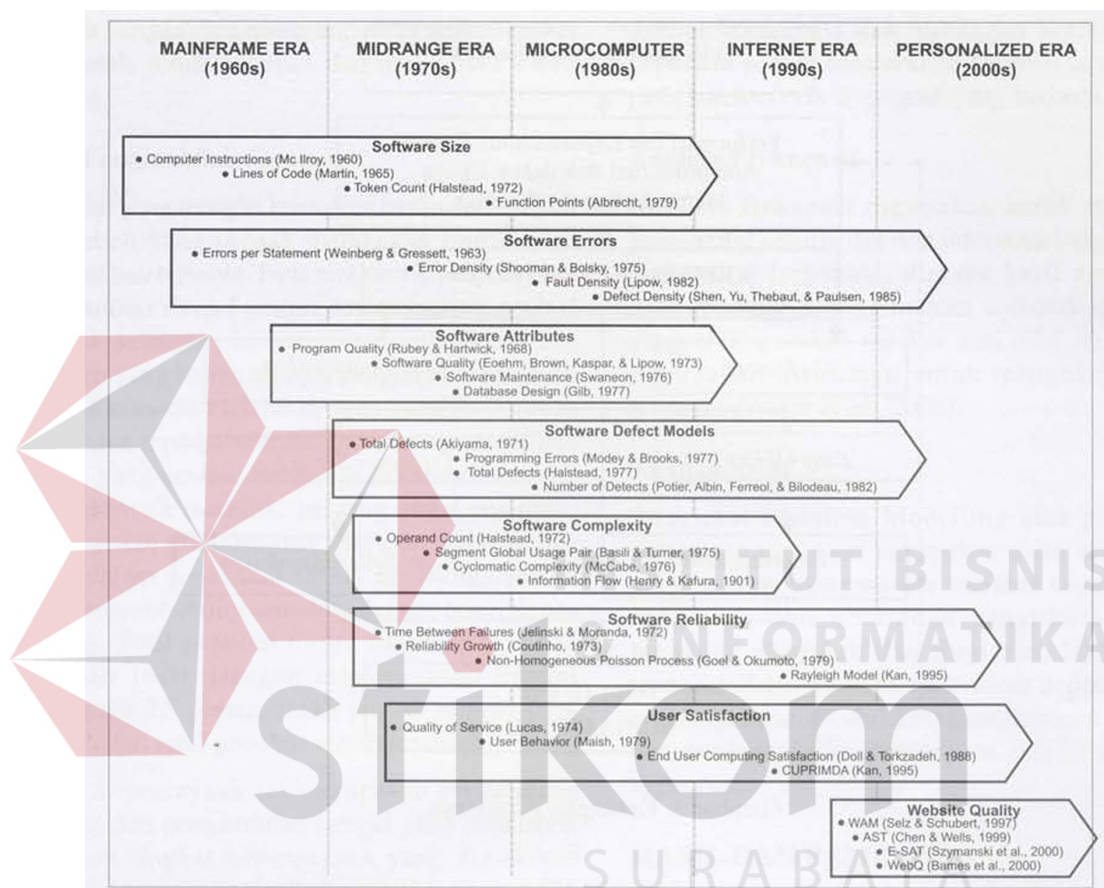 MAINFRAME ERA MIDRANGE ERA MICROCOMPUTER INTERNET ERA PERSONALIZED ERA
(1960s) (1970s) (1980s) (1990s) (2000s)
Software Size
• Computer Instructions (Mc Ilroy, 1960)
• Lines of Code (Martin, 1965)
• Token Count (Halstead, 1972)
• Function Points (Albrecht, 1979)
Software Errors
• Errors per Statement (Weinberg & Gressett, 1963)
• Error Density (Shooman & Bolsky, 1975)
• Fault Density (Lipow, 1982)
• Defect Density (Shen, Yu, Thebaut, & Paulsen, 1985)
Software Attributes
• Program Quality (Rubey & Hartwick, 1968)
• Software Quality (Eoehm, Brown, Kaspar, & Lipow, 1973)
• Software Maintenance (Swaneon, 1976)
• Database Design (Gilb, 1977)
Software Defect Models
• Total Defects (Akiyama, 1971)
• Programming Errors (Modey & Brooks, 1977)
• Total Defects (Halstead, 1977)
• Number of Defects (Potier, Albin, Ferreol, & Bilodeau, 1982)
Software Complexity
• Operand Count (Halstead, 1972)
• Segment Global Usage Pair (Basili & Turner, 1975)
• Cyclomatic Complexity (McCabe, 1976)
• Information Flow (Henry & Kafura, 1901)
INSTITUT BISNIS
Software Reliability
• Time Between Failures (Jelinski & Moranda, 1972)
• Reliability Growth (Coutinho, 1973)
• Non-Homogeneous Poisson Process (Goel & Okumoto, 1979)
• Rayleigh Model (Kan, 1995)
& INFORMATIKA
stikom
User Satisfaction
• Quality of Service (Lucas, 1974)
• User Behavior (Maish, 1979)
• End User Computing Satisfaction (Doll & Torkzadeh, 1988)
• CUPRIMDA (Kan, 1995)
Website Quality
• WAM (Selz & Schubert, 1997)
• AST (Chen & Wells, 1999)
• E-SAT (Szymanski et al., 2000)
• WebQ (Barnes et al., 2000)
SURABAYA